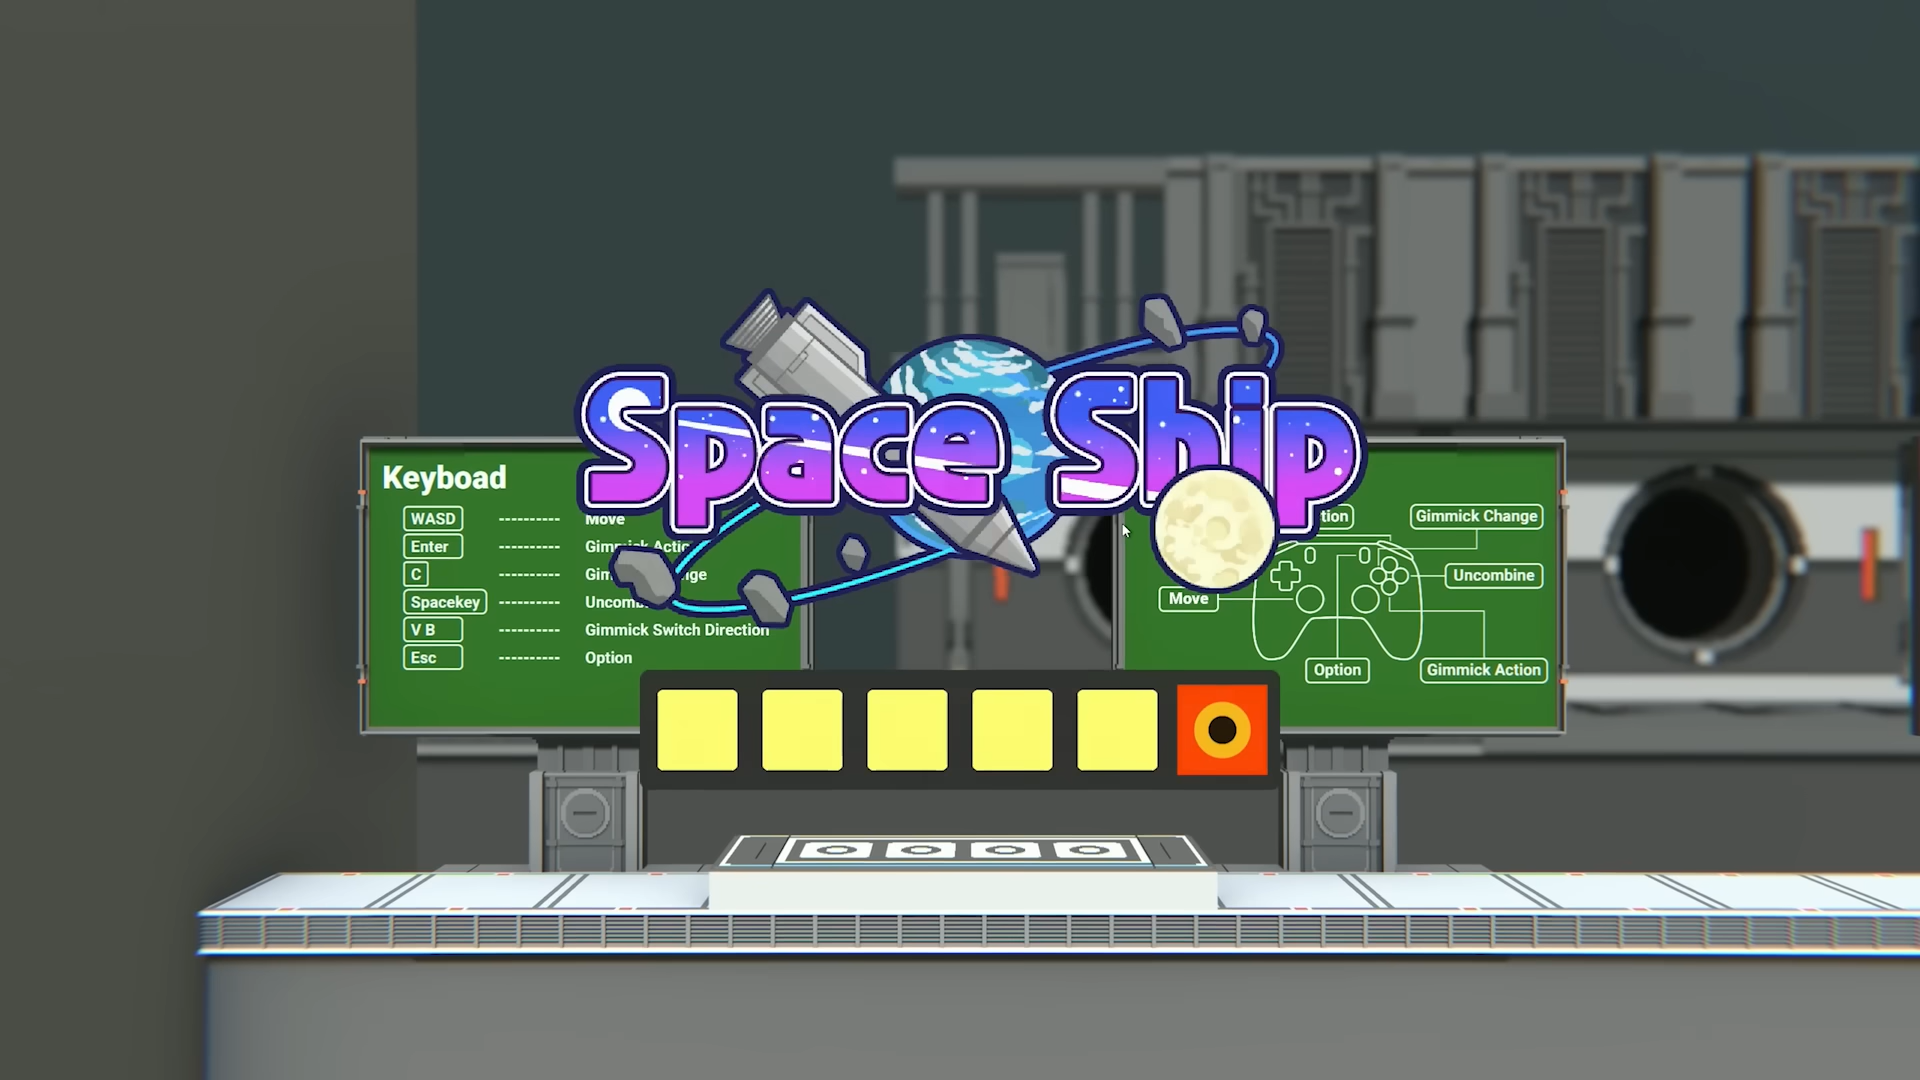 Space Ship
Keyboad
WASD ---------- Move
Enter ---------- Gimmick
C ----------
Spacekey ----------
V B ---------- Gimmick Switch Direction
Esc ---------- Option
Gimmick Change
Uncombine
Move
Option
Gimmick Action